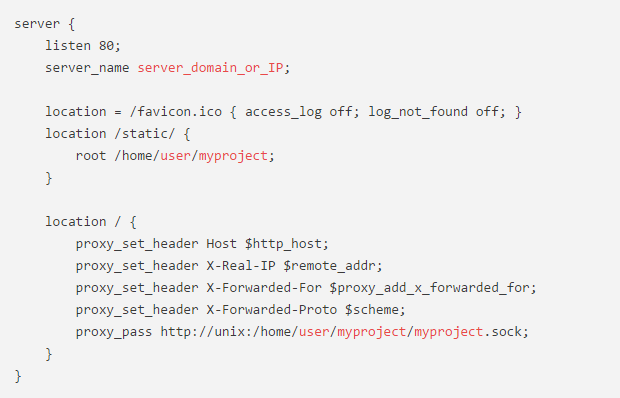 server {
    listen 80;
    server_name server_domain_or_IP;

    location = /favicon.ico { access_log off; log_not_found off; }
    location /static/ {
        root /home/user/myproject;
    }

    location / {
        proxy_set_header Host $http_host;
        proxy_set_header X-Real-IP $remote_addr;
        proxy_set_header X-Forwarded-For $proxy_add_x_forwarded_for;
        proxy_set_header X-Forwarded-Proto $scheme;
        proxy_pass http://unix:/home/user/myproject/myproject.sock;
    }
}